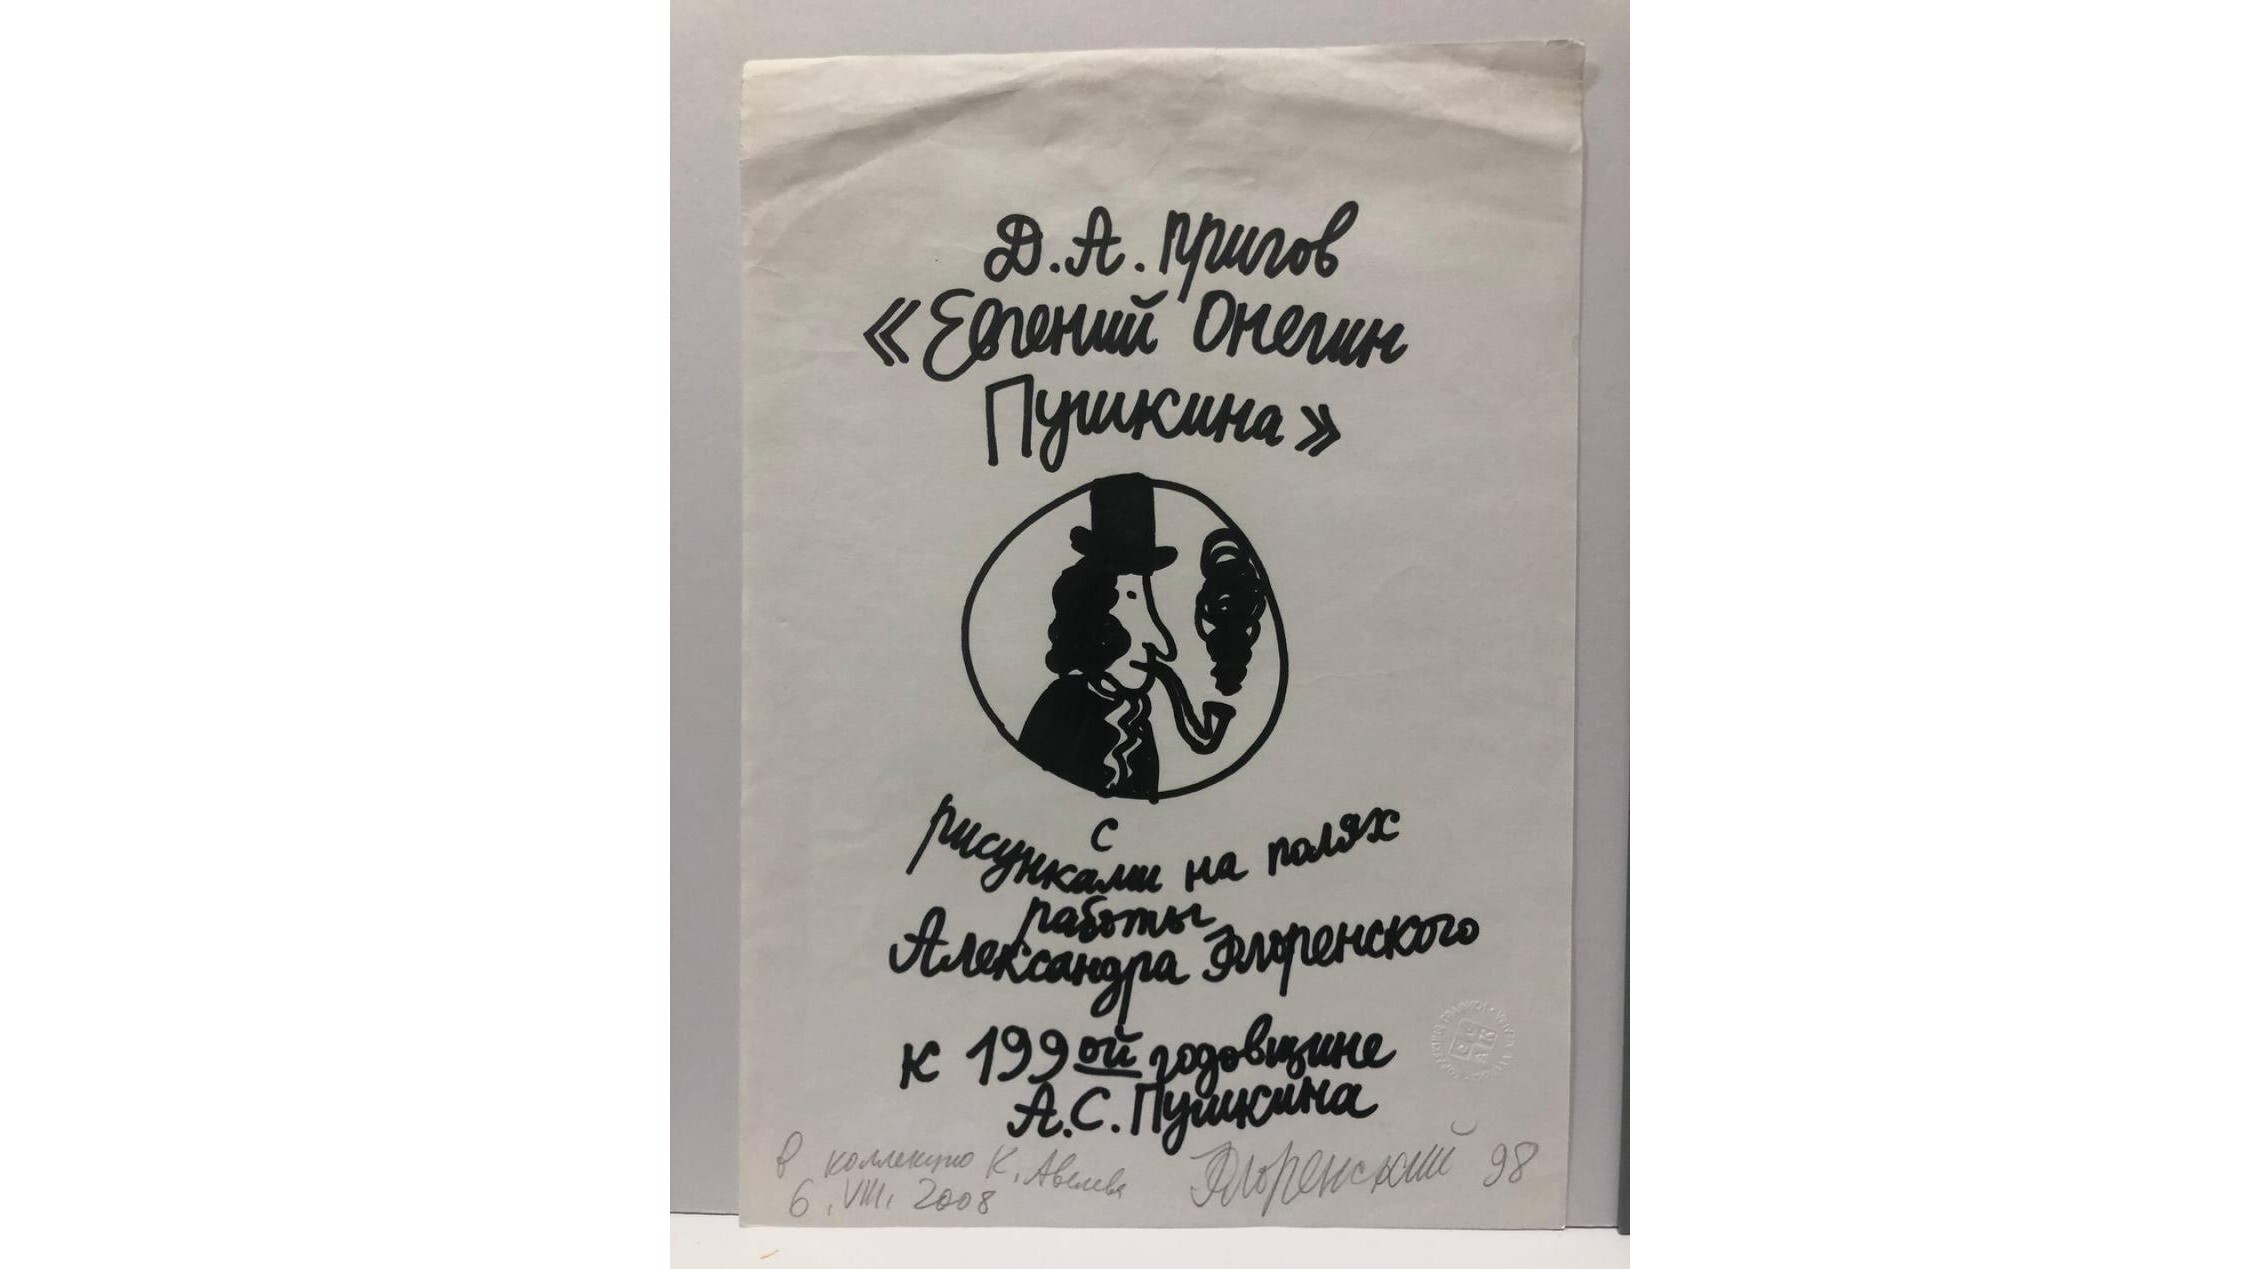 Д.А. Пригов
«Евгений Онегин
Пушкина»
с
рисунками на полях
работы
Александра Флоренского
к 199ой годовщине
А.С. Пушкина
в коллекцию К. Авелева
6. VIII. 2008
Флоренский 98